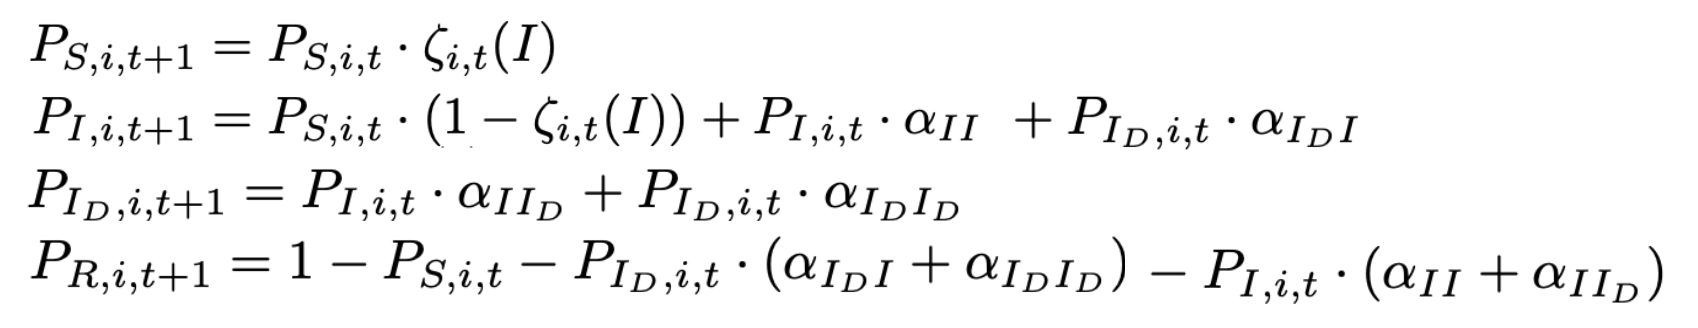 P_{S,i,t+1} = P_{S,i,t} · ζ_{i,t}(I)
P_{I,i,t+1} = P_{S,i,t} · (1 − ζ_{i,t}(I)) + P_{I,i,t} · α_{II} + P_{I_D,i,t} · α_{I_D I}
P_{I_D,i,t+1} = P_{I,i,t} · α_{II_D} + P_{I_D,i,t} · α_{I_D I_D}
P_{R,i,t+1} = 1 − P_{S,i,t} − P_{I_D,i,t} · (α_{I_D I} + α_{I_D I_D}) − P_{I,i,t} · (α_{II} + α_{II_D})